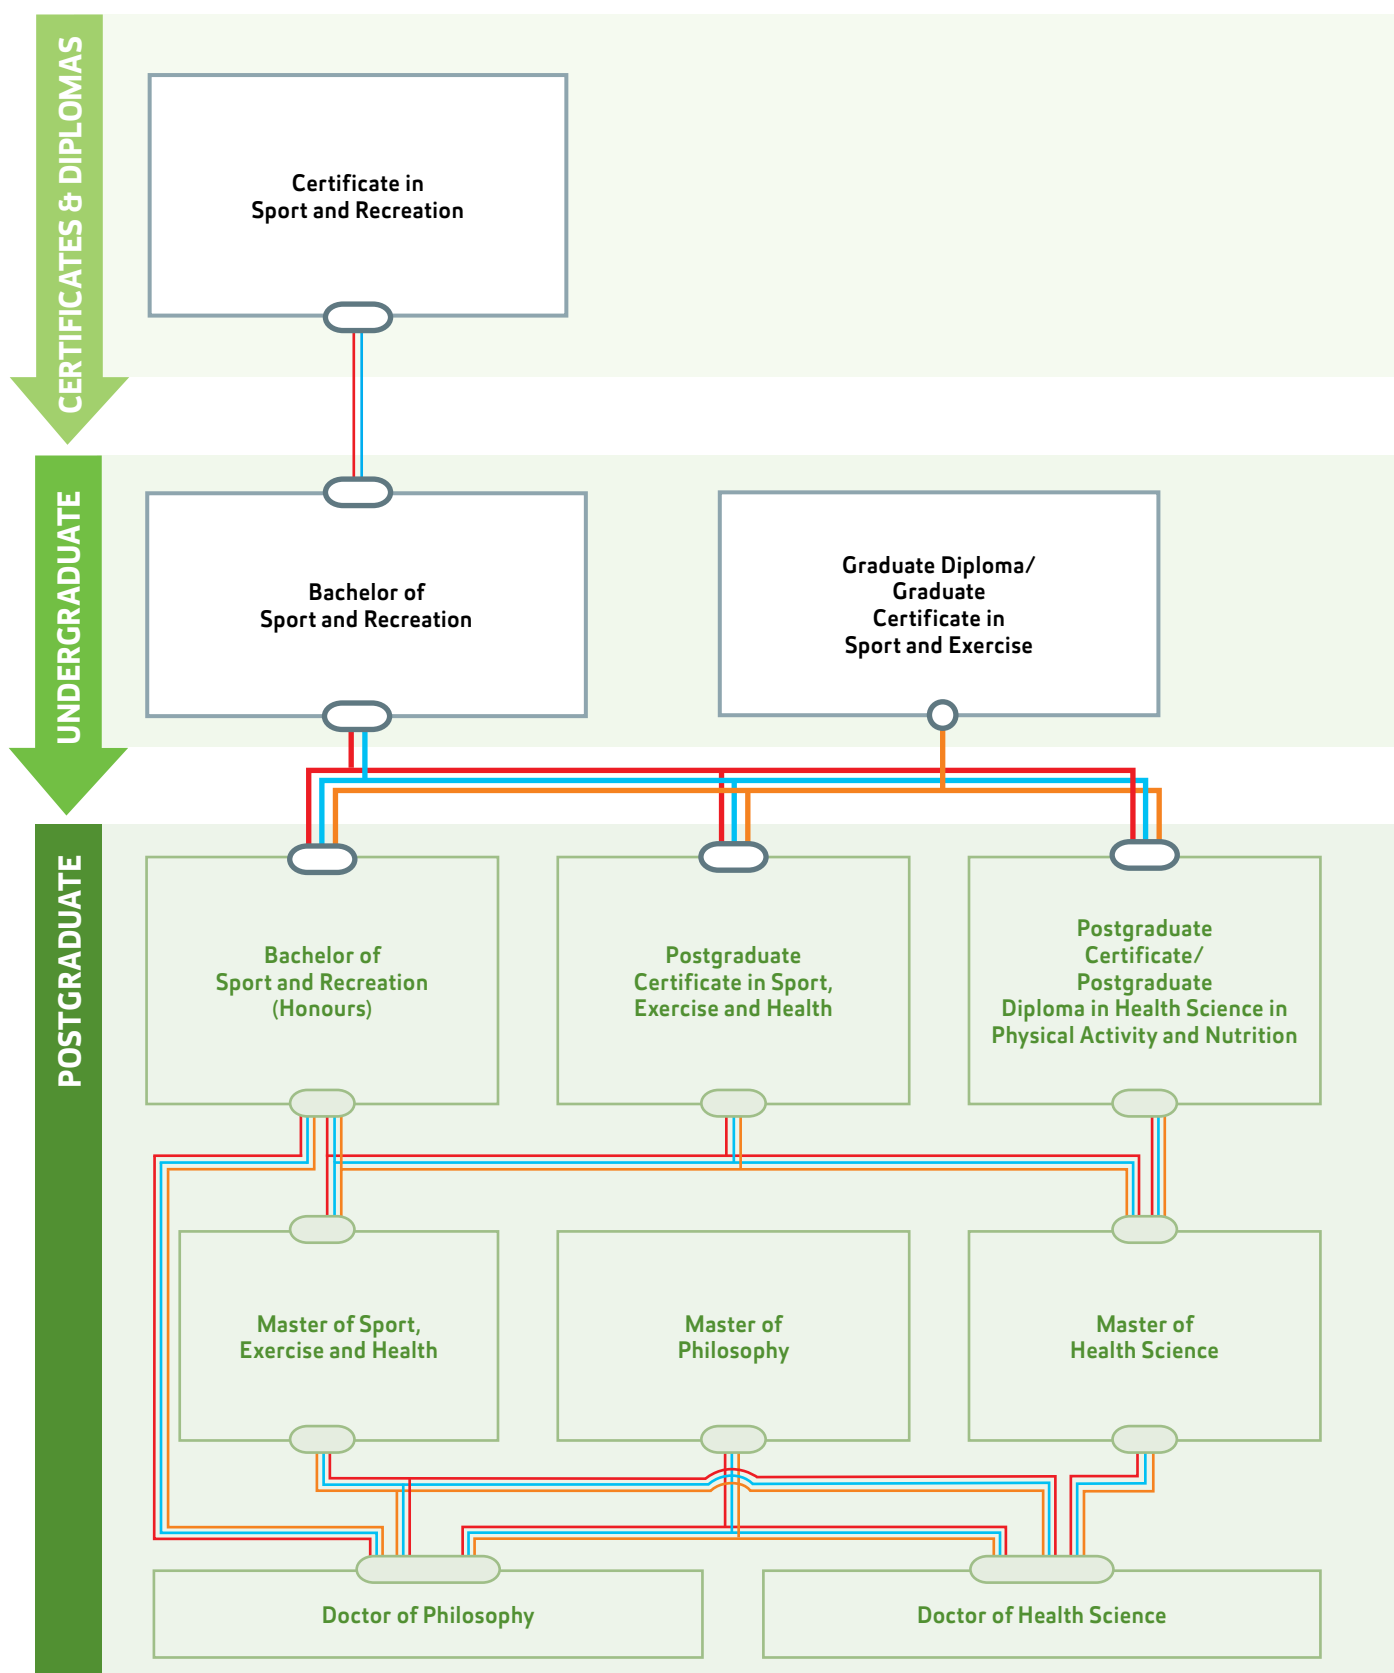 CERTIFICATES & DIPLOMAS
Certificate in
Sport and Recreation
UNDERGRADUATE
Bachelor of
Sport and Recreation
Graduate Diploma/
Graduate
Certificate in
Sport and Exercise
POSTGRADUATE
Bachelor of
Sport and Recreation
(Honours)
Postgraduate
Certificate in Sport,
Exercise and Health
Postgraduate
Certificate/
Postgraduate
Diploma in Health Science in
Physical Activity and Nutrition
Master of Sport,
Exercise and Health
Master of
Philosophy
Master of
Health Science
Doctor of Philosophy
Doctor of Health Science